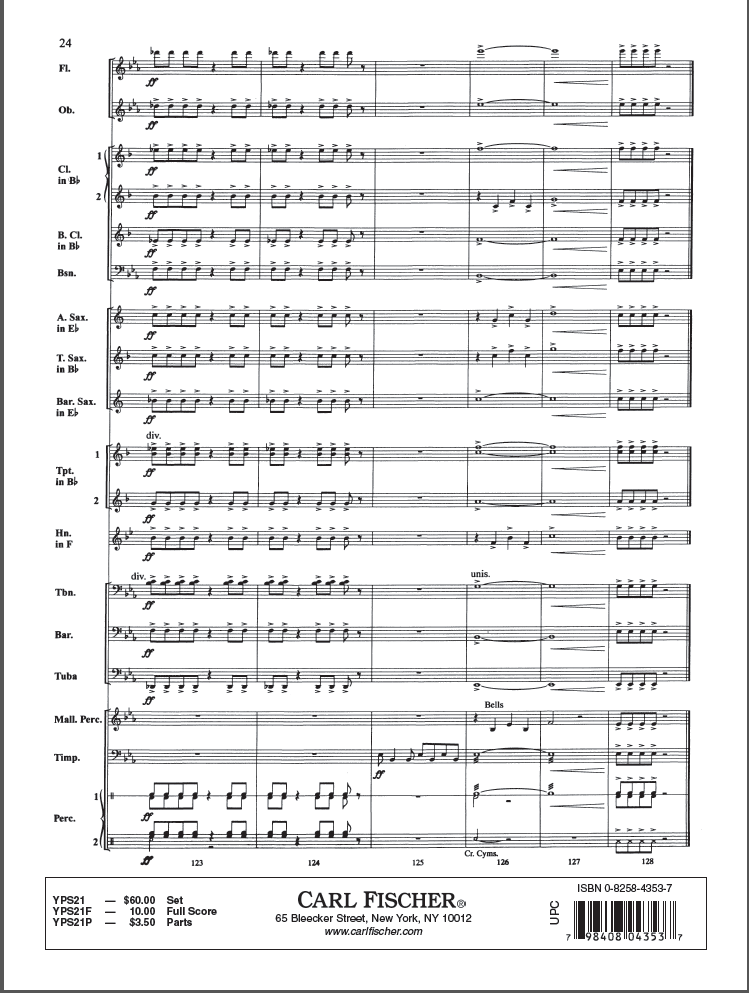 24
Fl.
ff
Ob.
ff
1
Cl.
in B♭
ff
2
ff
B. Cl.
in B♭
ff
Bsn.
ff
A. Sax.
in E♭
ff
T. Sax.
in B♭
ff
Bar. Sax.
in E♭
ff
div.
1
Tpt.
in B♭
ff
2
ff
Hn.
in F
ff
div.
unis.
Tbn.
ff
Bar.
ff
Tuba
ff
Bells
Mall. Perc.
Timp.
ff
1
Perc.
ff
2
ff
Cr. Cyms.
123 124 125 126 127 128
YPS21 — $60.00 Set
YPS21F — 10.00 Full Score
YPS21P — $3.50 Parts
CARL FISCHER®
65 Bleecker Street, New York, NY 10012
www.carlfischer.com
ISBN 0-8258-4353-7
UPC
7 98408 04353 7